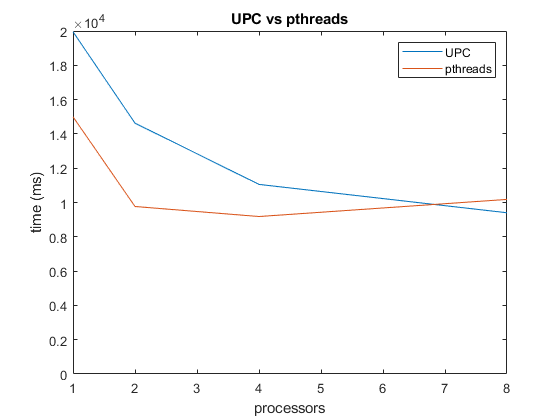 UPC vs pthreads
×10⁴
2
1.8
1.6
1.4
1.2
1
0.8
0.6
0.4
0.2
0
time (ms)
UPC
pthreads
1 2 3 4 5 6 7 8
processors